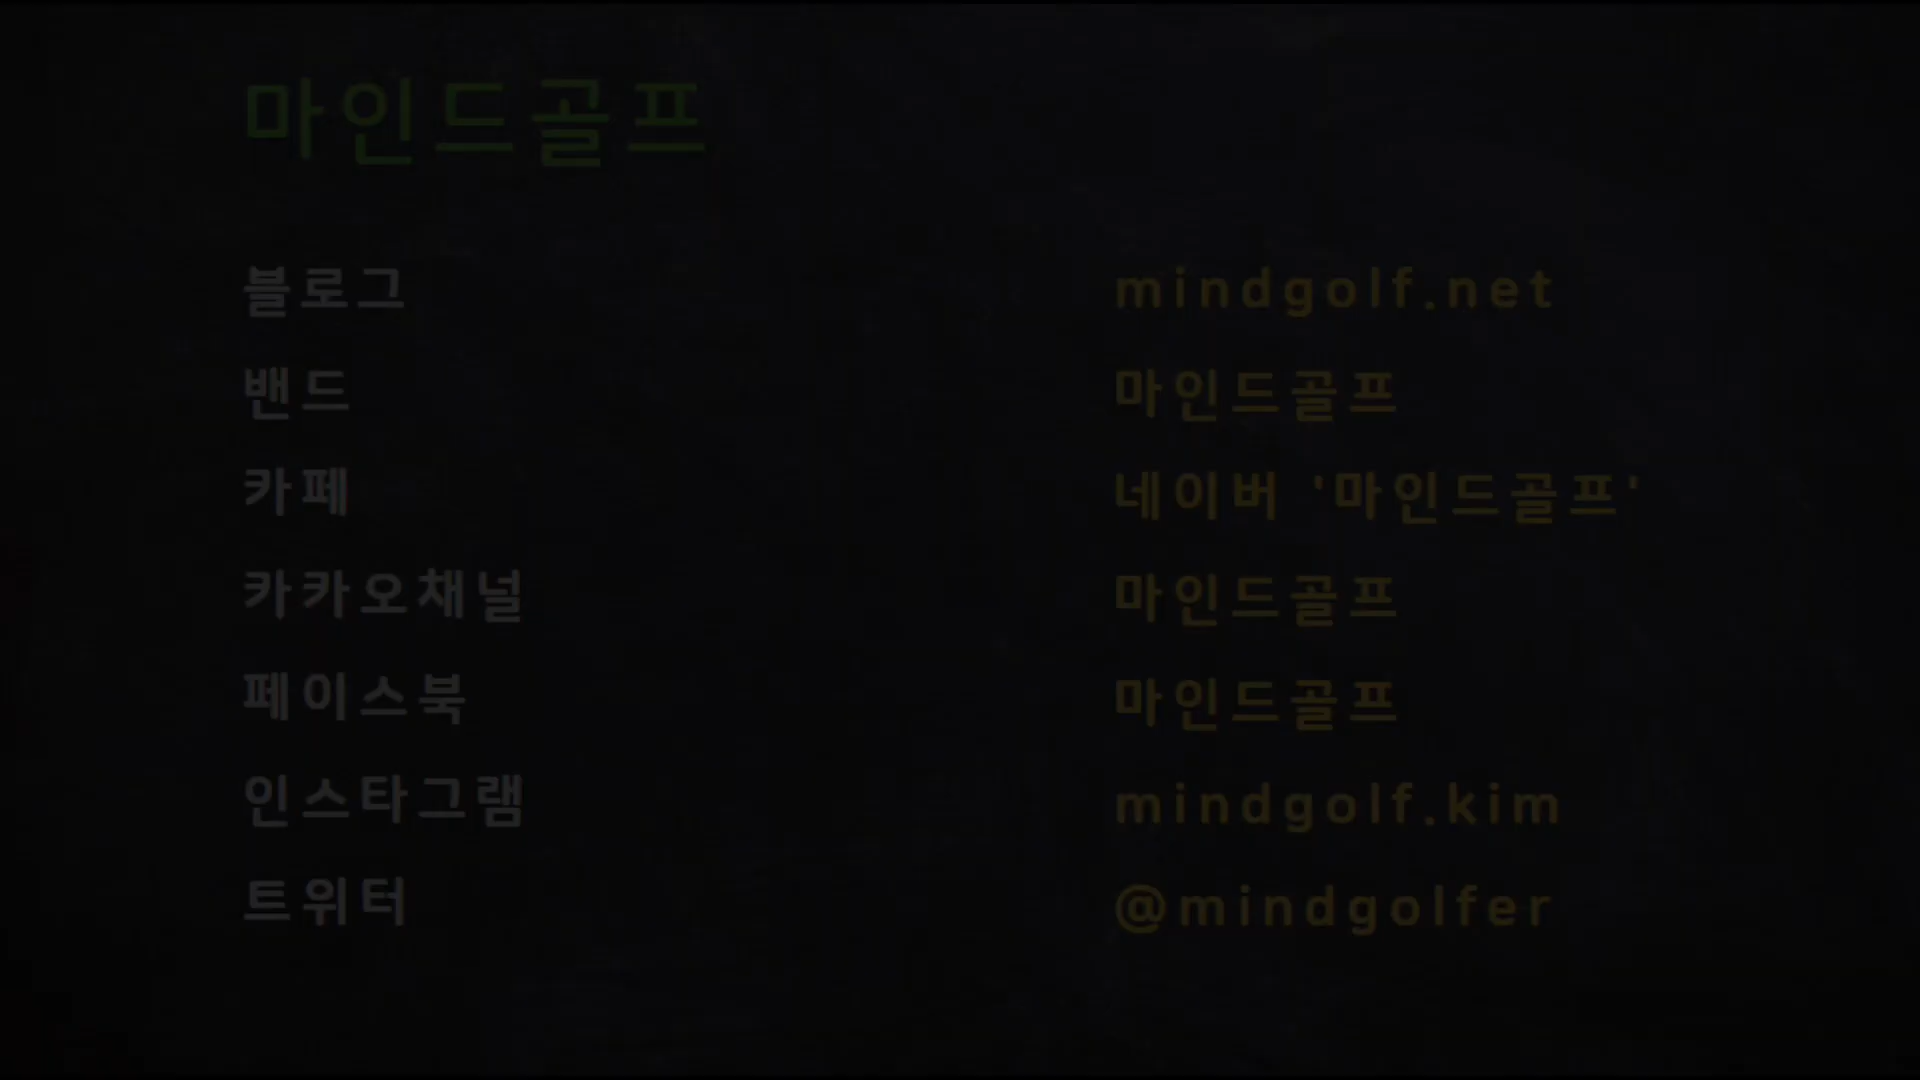 마인드골프
블로그 mindgolf.net
밴드 마인드골프
카페 네이버 '마인드골프'
카카오채널 마인드골프
페이스북 마인드골프
인스타그램 mindgolf.kim
트위터 @mindgolfer